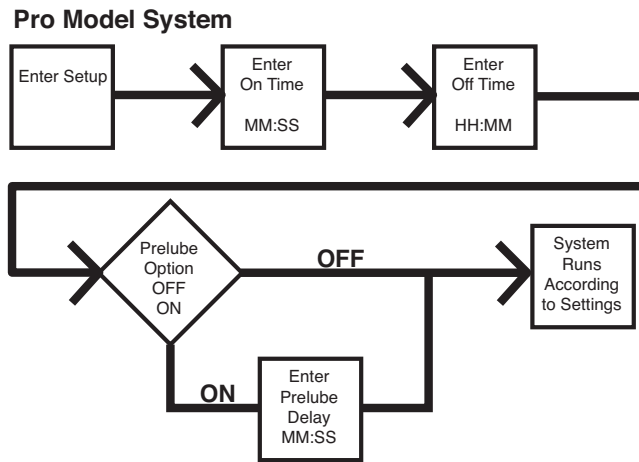 Pro Model System
Enter Setup
Enter
On Time
MM:SS
Enter
Off Time
HH:MM
Prelube
Option
OFF
ON
OFF
ON
Enter
Prelube
Delay
MM:SS
System
Runs
According
to Settings